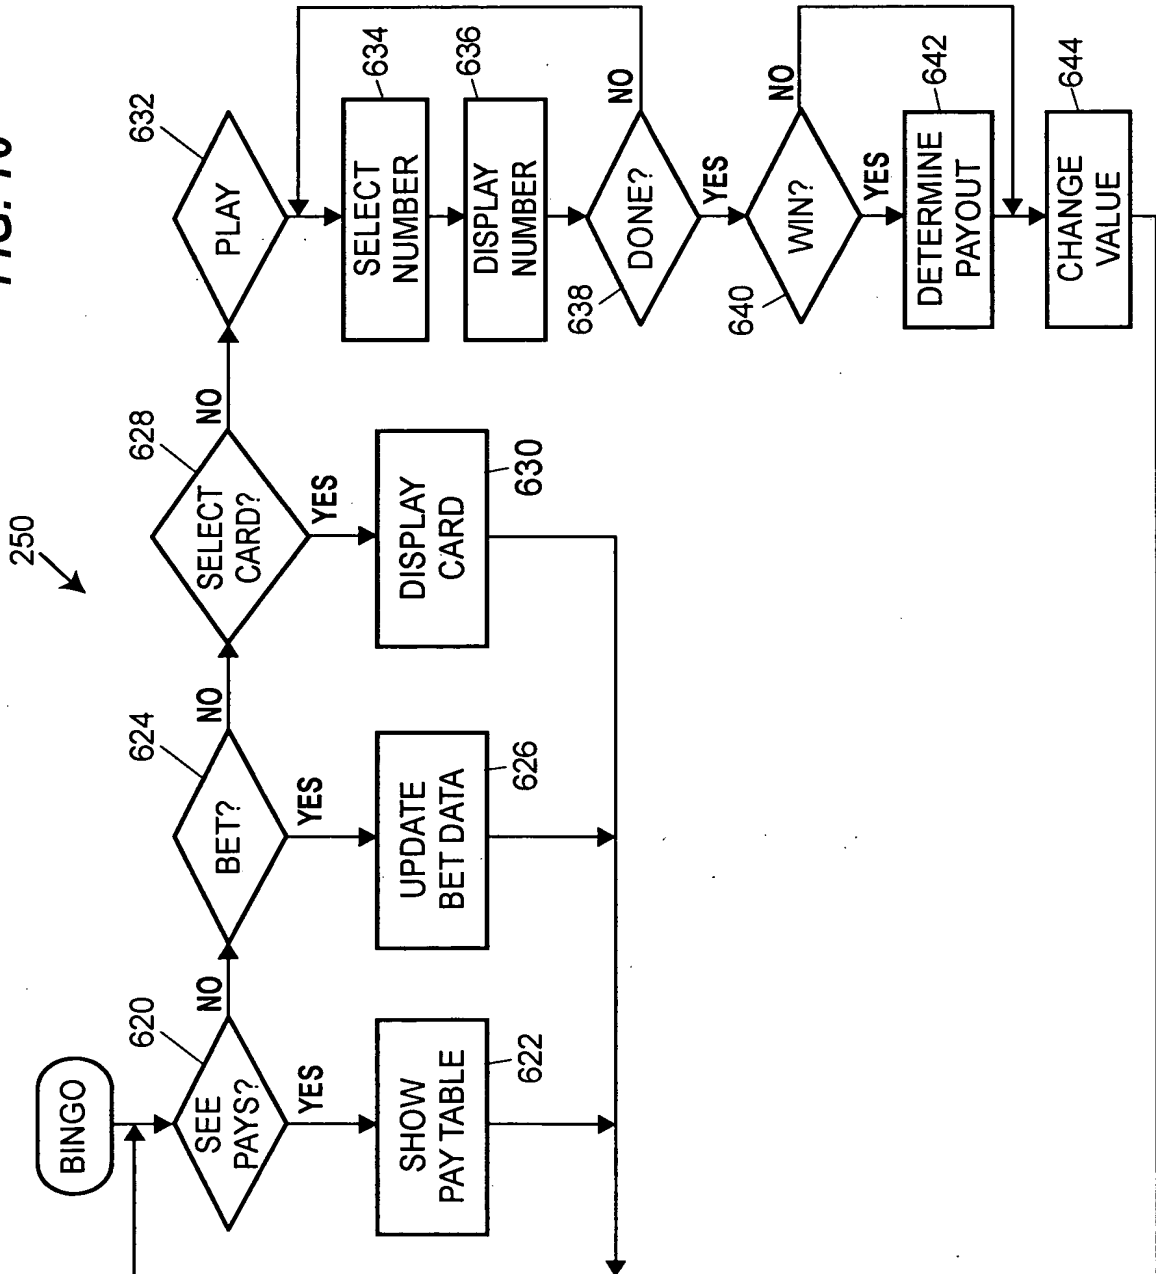 250
BINGO
620
SEE
PAYS?
NO
YES
SHOW
PAY TABLE
622
624
BET?
NO
YES
UPDATE
BET DATA
626
628
SELECT
CARD?
NO
YES
DISPLAY
CARD
630
632
PLAY
SELECT
NUMBER
634
DISPLAY
NUMBER
636
DONE?
638
NO
YES
WIN?
640
NO
YES
DETERMINE
PAYOUT
642
CHANGE
VALUE
644